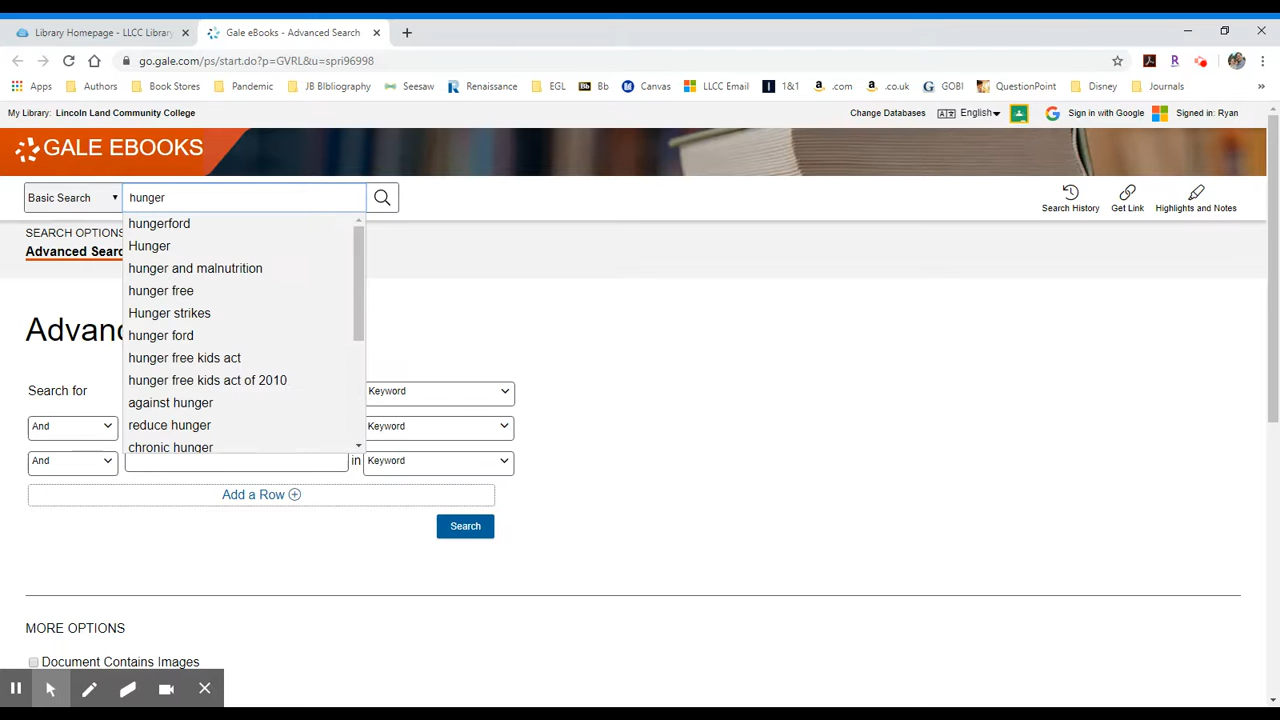 Library Homepage - LLCC Library
Gale eBooks - Advanced Search
go.gale.com/ps/start.do?p=GVRL&u=spri96998
Apps Authors Book Stores Pandemic JB BIbliography Seesaw Renaissance EGL Bb Bb Canvas LLCC Email 1&1 a .com a .co.uk G GOBI QuestionPoint Disney Journals »
My Library: Lincoln Land Community College Change Databases English Sign in with Google Signed in: Ryan
GALE EBOOKS
Basic Search hunger
Search History Get Link Highlights and Notes
hungerford
SEARCH OPTIONS
Hunger
Advanced Searc
hunger and malnutrition
hunger free
Hunger strikes
Advanc
hunger ford
hunger free kids act
hunger free kids act of 2010
Search for Keyword
against hunger
And reduce hunger Keyword
chronic hunger
And in Keyword
Add a Row
Search
MORE OPTIONS
Document Contains Images